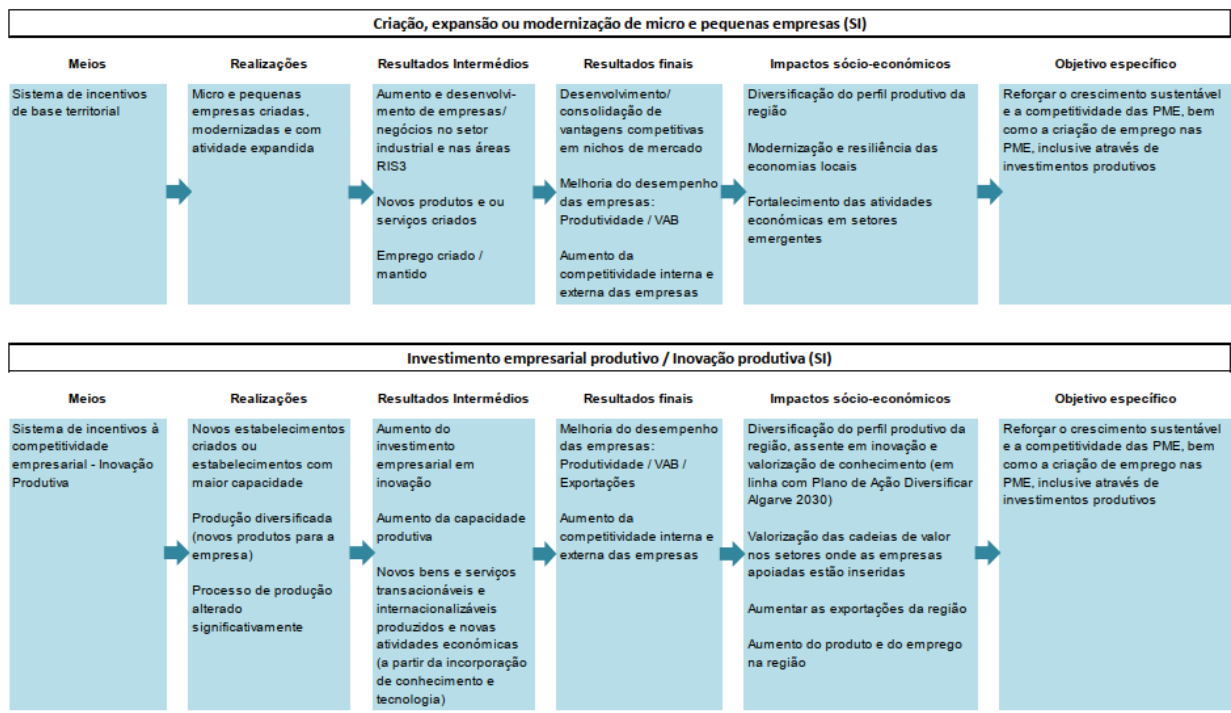 Criação, expansão ou modernização de micro e pequenas empresas (SI)
Meios
Realizações
Resultados Intermédios
Resultados finais
Impactos sócio-económicos
Objetivo específico
Sistema de incentivos
de base territorial
Micro e pequenas
empresas criadas,
modernizadas e com
atividade expandida
Aumento e desenvolvi-
mento de empresas/
negócios no setor
industrial e nas áreas
RIS3
Novos produtos e ou
serviços criados
Emprego criado /
mantido
Desenvolvimento/
consolidação de
vantagens competitivas
em nichos de mercado
Melhoria do desempenho
das empresas:
Produtividade / VAB
Aumento da
competitividade interna e
externa das empresas
Diversificação do perfil produtivo da
região
Modernização e resiliência das
economias locais
Fortalecimento das atividades
económicas em setores
emergentes
Reforçar o crescimento sustentável
e a competitividade das PME, bem
como a criação de emprego nas
PME, inclusive através de
investimentos produtivos
Investimento empresarial produtivo / Inovação produtiva (SI)
Meios
Realizações
Resultados Intermédios
Resultados finais
Impactos sócio-económicos
Objetivo específico
Sistema de incentivos à
competitividade
empresarial - Inovação
Produtiva
Novos estabelecimentos
criados ou
estabelecimentos com
maior capacidade
Produção diversificada
(novos produtos para a
empresa)
Processo de produção
alterado
significativamente
Aumento do
investimento
empresarial em
inovação
Aumento da capacidade
produtiva
Novos bens e serviços
transacionáveis e
internacionalizáveis
produzidos e novas
atividades económicas
(a partir da incorporação
de conhecimento e
tecnologia)
Melhoria do desempenho
das empresas:
Produtividade / VAB /
Exportações
Aumento da
competitividade interna e
externa das empresas
Diversificação do perfil produtivo da
região, assente em inovação e
valorização de conhecimento (em
linha com Plano de Ação Diversificar
Algarve 2030)
Valorização das cadeias de valor
nos setores onde as empresas
apoiadas estão inseridas
Aumentar as exportações da região
Aumento do produto e do emprego
na região
Reforçar o crescimento sustentável
e a competitividade das PME, bem
como a criação de emprego nas
PME, inclusive através de
investimentos produtivos